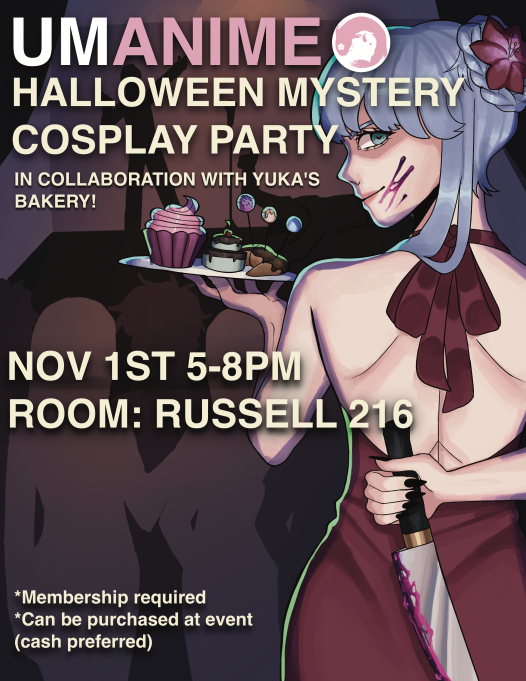 UMANIME
HALLOWEEN MYSTERY
COSPLAY PARTY
IN COLLABORATION WITH YUKA'S
BAKERY!
NOV 1ST 5-8PM
ROOM: RUSSELL 216
*Membership required
*Can be purchased at event
(cash preferred)